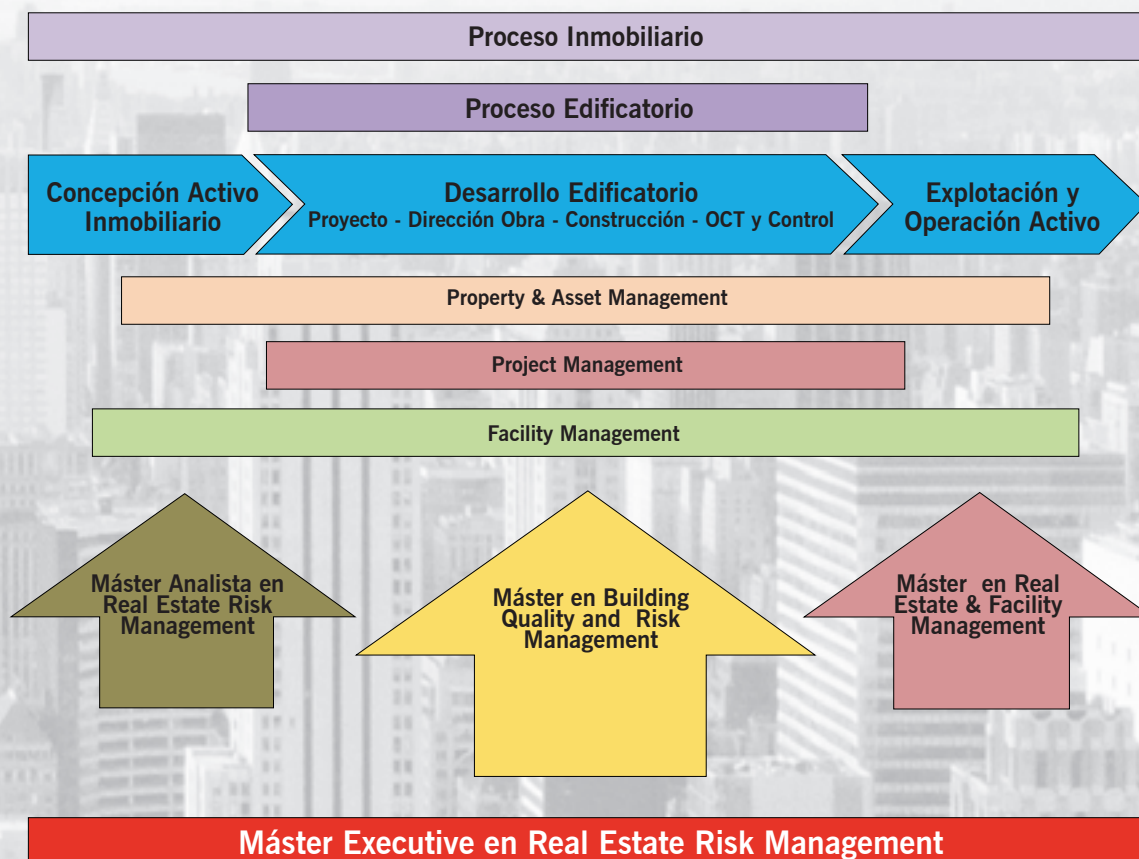 Proceso Inmobiliario
Proceso Edificatorio
Concepción Activo
Inmobiliario
Desarrollo Edificatorio
Proyecto - Dirección Obra - Construcción - OCT y Control
Explotación y
Operación Activo
Property & Asset Management
Project Management
Facility Management
Máster Analista en
Real Estate Risk
Management
Máster en Building
Quality and Risk
Management
Máster en Real
Estate & Facility
Management
Máster Executive en Real Estate Risk Management